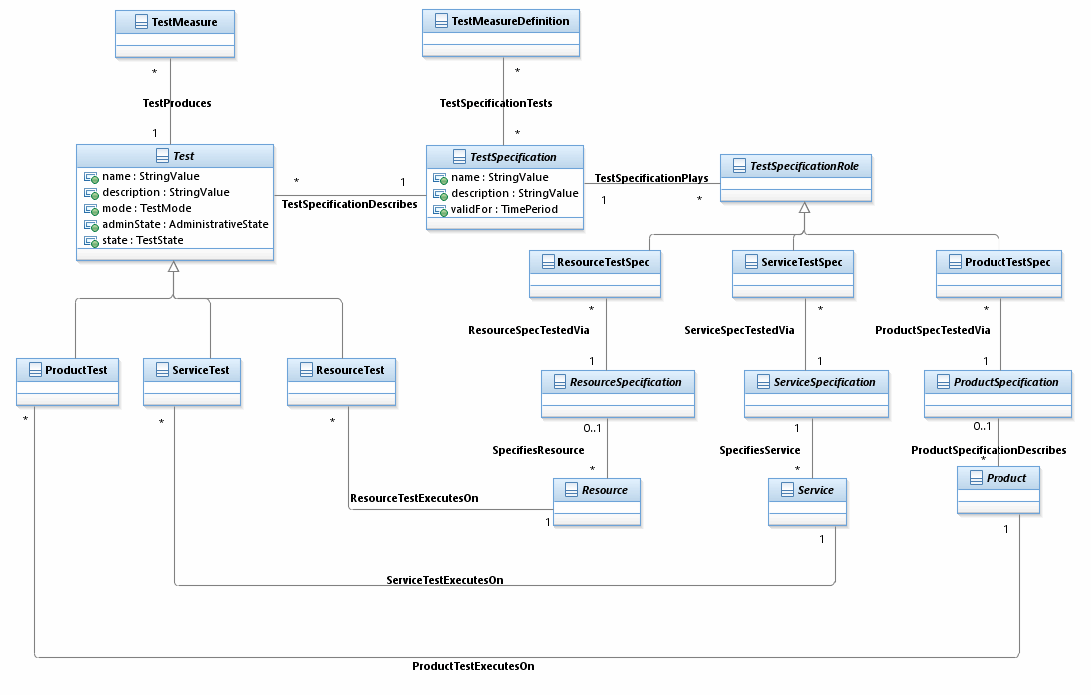 TestMeasure
TestMeasureDefinition
*
*
TestProduces
TestSpecificationTests
1
*
Test
name : StringValue
description : StringValue
mode : TestMode
adminState : AdministrativeState
state : TestState
*
1
TestSpecificationDescribes
TestSpecification
name : StringValue
description : StringValue
validFor : TimePeriod
TestSpecificationPlays
1
*
TestSpecificationRole
ResourceTestSpec
ServiceTestSpec
ProductTestSpec
*
*
*
ResourceSpecTestedVia
ServiceSpecTestedVia
ProductSpecTestedVia
1
1
1
ProductTest
ServiceTest
ResourceTest
ResourceSpecification
ServiceSpecification
ProductSpecification
*
*
*
0..1
1
0..1
SpecifiesResource
SpecifiesService
ProductSpecificationDescribes
*
*
*
Resource
Service
Product
ResourceTestExecutesOn
1
1
1
ServiceTestExecutesOn
ProductTestExecutesOn